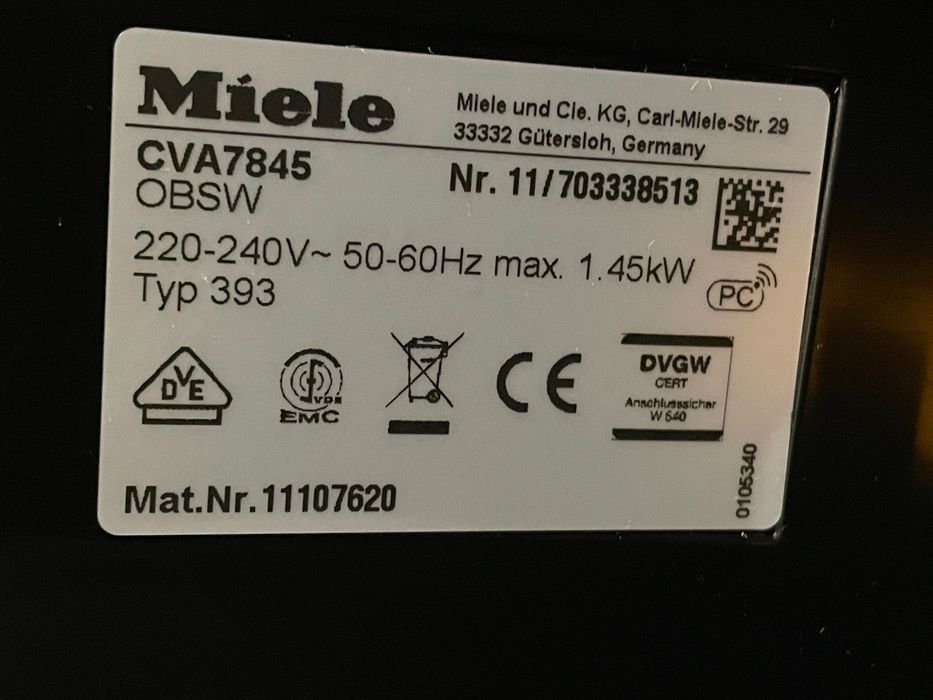 Miele
Miele und Cie. KG, Carl-Miele-Str. 29
33332 Gütersloh, Germany
CVA7845
OBSW
Nr. 11/703338513
220-240V~ 50-60Hz max. 1.45kW
Typ 393
PC
DVE
VDE
EMC
CE
DVGW
CERT
Anschlusssicher
W 540
0105340
Mat.Nr.11107620